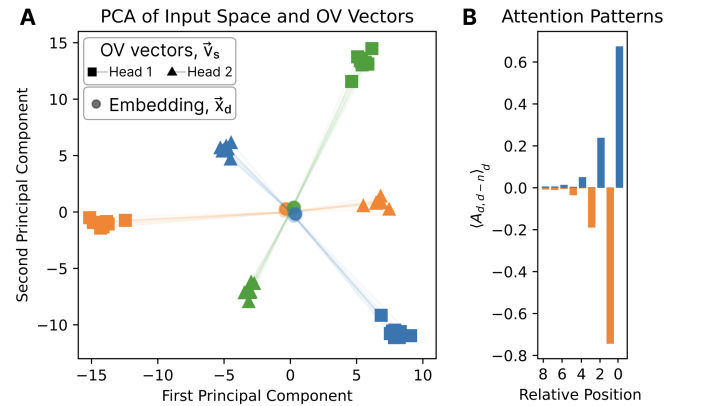 A
PCA of Input Space and OV Vectors
OV vectors, v⃗ₛ
Head 1
Head 2
Embedding, x⃗_d
Second Principal Component
15
10
5
0
−5
−10
−15
−10
−5
0
5
10
First Principal Component
B
Attention Patterns
⟨A_{d,d−n}⟩_d
0.6
0.4
0.2
0.0
−0.2
−0.4
−0.6
−0.8
8 6 4 2 0
Relative Position